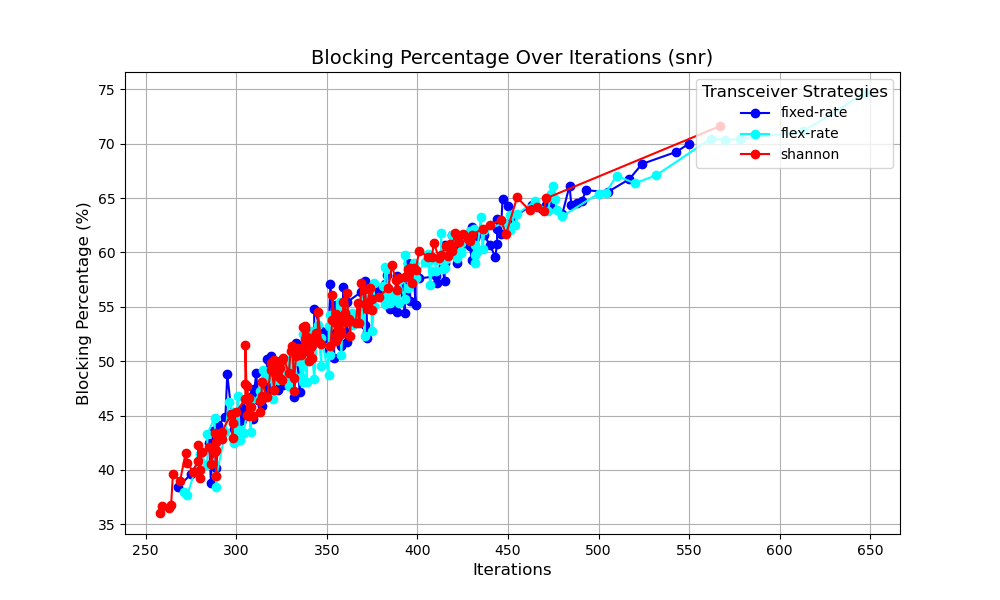 Blocking Percentage Over Iterations (snr)
Transceiver Strategies
fixed-rate
flex-rate
shannon
Blocking Percentage (%)
75
70
65
60
55
50
45
40
35
250 300 350 400 450 500 550 600 650
Iterations